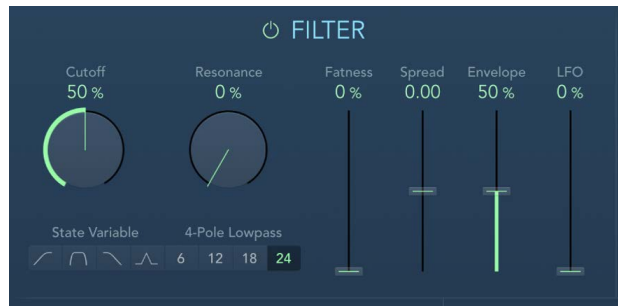 FILTER
Cutoff Resonance Fatness Spread Envelope LFO
50 % 0 % 0 % 0.00 50 % 0 %
State Variable 4-Pole Lowpass
6 12 18 24